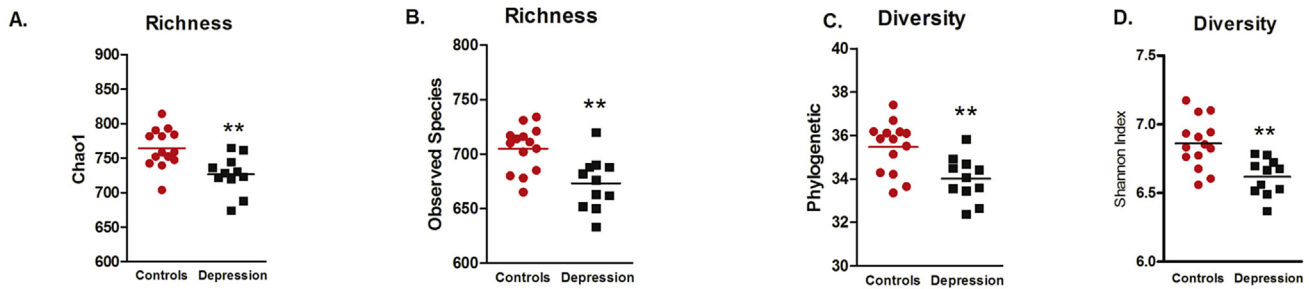 A.
Richness
Chao1
900
850
800
750
700
650
600
**
Controls
Depression
B.
Richness
Observed Species
800
750
700
650
600
**
Controls
Depression
C.
Diversity
Phylogenetic
40
38
36
34
32
30
**
Controls
Depression
D.
Diversity
Shannon Index
7.5
7.0
6.5
6.0
**
Controls
Depression